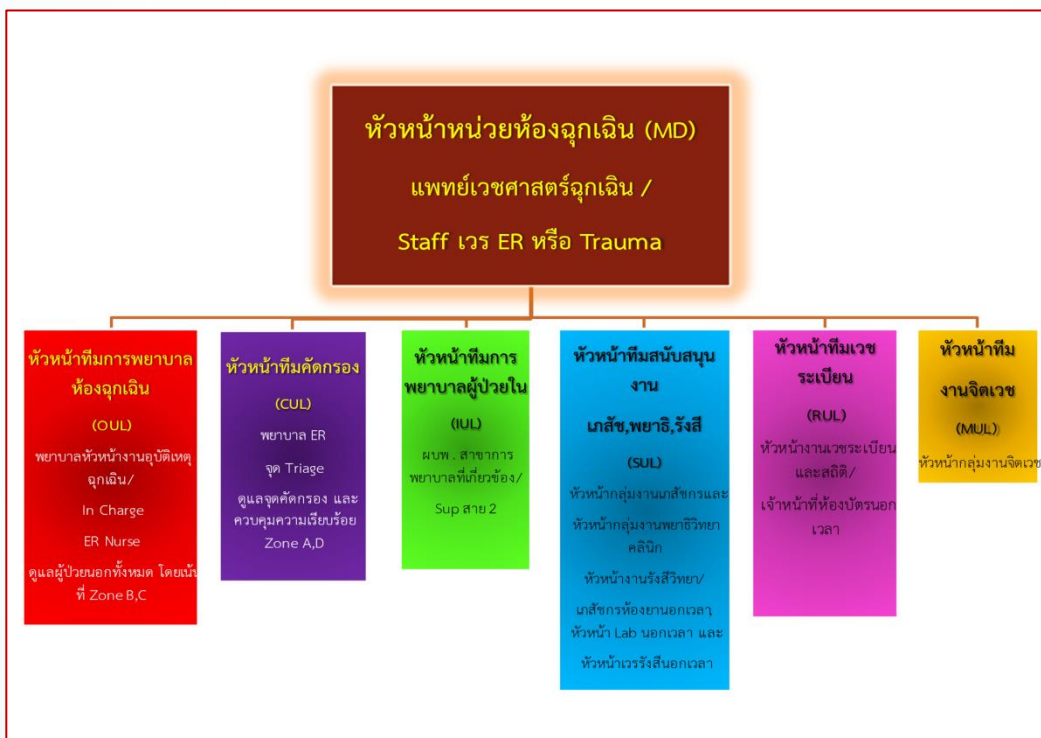 หัวหน้าหน่วยห้องฉุกเฉิน (MD)
แพทย์เวชศาสตร์ฉุกเฉิน /
Staff เวร ER หรือ Trauma
หัวหน้าทีมการพยาบาล
ห้องฉุกเฉิน
(OUL)
พยาบาลหัวหน้างานอุบัติเหตุ
ฉุกเฉิน/
In Charge
ER Nurse
ดูแลผู้ป่วยนอกทั้งหมด โดยเน้น
ที่ Zone B,C
หัวหน้าทีมคัดกรอง
(CUL)
พยาบาล ER
จุด Triage
ดูแลจุดคัดกรอง และ
ควบคุมความเรียบร้อย
Zone A,D
หัวหน้าทีมการ
พยาบาลผู้ป่วยใน
(IUL)
ผบพ . สาขาการ
พยาบาลที่เกี่ยวข้อง/
Sup สาย 2
หัวหน้าทีมสนับสนุน
งาน
เภสัช,พยาธิ,รังสี
(SUL)
หัวหน้ากลุ่มงานเภสัชกรและ
หัวหน้ากลุ่มงานพยาธิวิทยา
คลินิก
หัวหน้างานรังสีวิทยา/
เภสัชกรห้องยานอกเวลา,
หัวหน้า Lab นอกเวลา และ
หัวหน้าเวรรังสีนอกเวลา
หัวหน้าทีมเวช
ระเบียน
(RUL)
หัวหน้างานเวชระเบียน
และสถิติ/
เจ้าหน้าที่ห้องบัตรนอก
เวลา
หัวหน้าทีม
งานจิตเวช
(MUL)
หัวหน้ากลุ่มงานจิตเวช